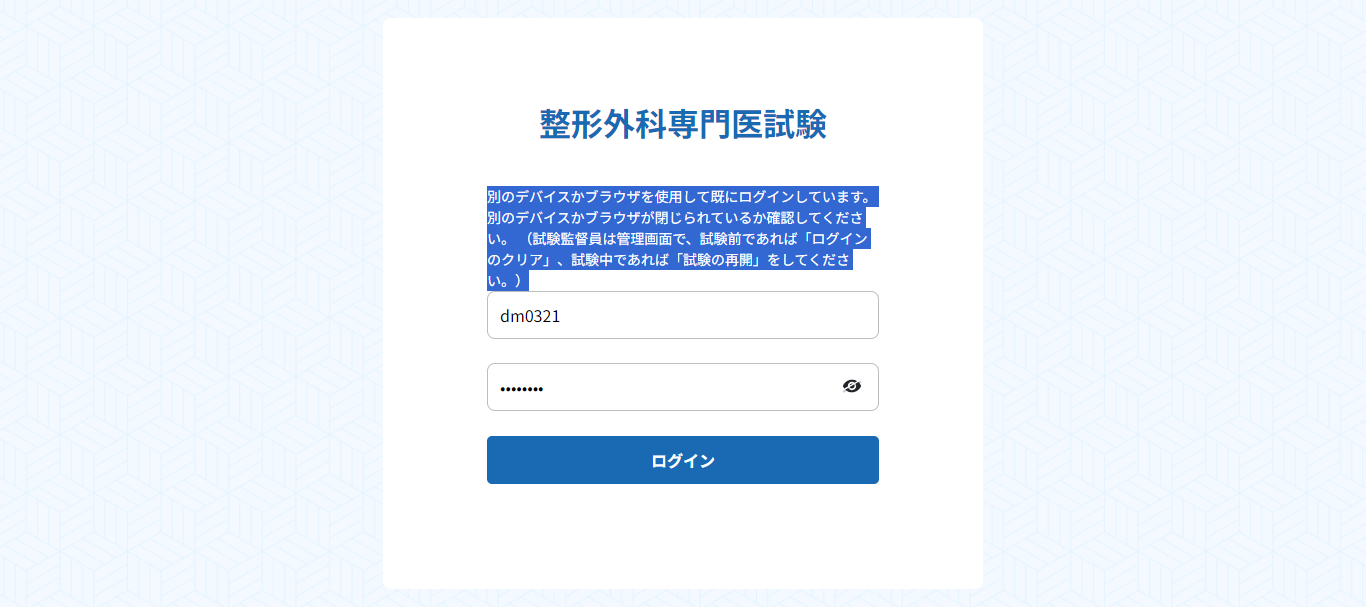 整形外科専門医試験
別のデバイスかブラウザを使用して既にログインしています。
別のデバイスかブラウザが閉じられているか確認してくださ
い。 （試験監督員は管理画面で、試験前であれば「ログイン
のクリア」、試験中であれば「試験の再開」をしてくださ
い。）
dm0321
••••••••
ログイン